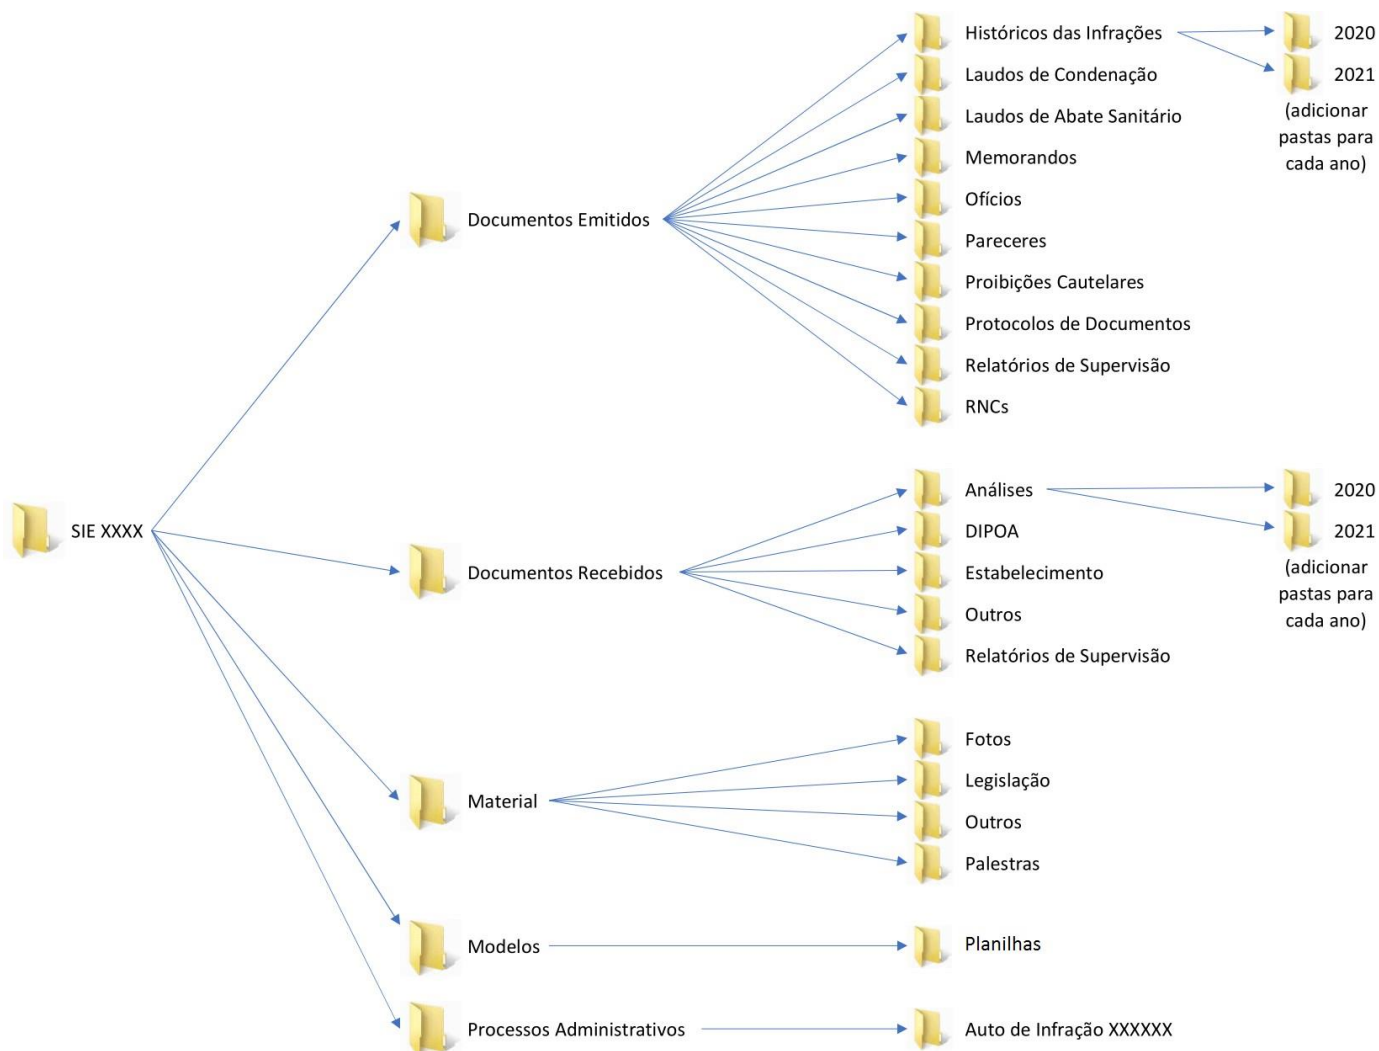 SIE XXXX
Documentos Emitidos
Históricos das Infrações
2020
2021
(adicionar
pastas para
cada ano)
Laudos de Condenação
Laudos de Abate Sanitário
Memorandos
Ofícios
Pareceres
Proibições Cautelares
Protocolos de Documentos
Relatórios de Supervisão
RNCs
Documentos Recebidos
Análises
2020
2021
(adicionar
pastas para
cada ano)
DIPOA
Estabelecimento
Outros
Relatórios de Supervisão
Material
Fotos
Legislação
Outros
Palestras
Modelos
Planilhas
Processos Administrativos
Auto de Infração XXXXXX